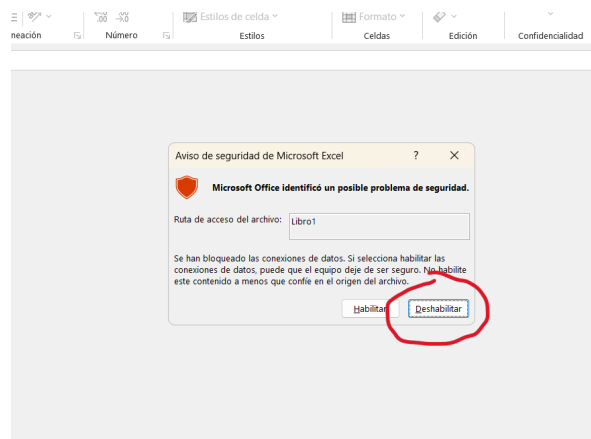 Estilos de celda
Formato
neación
Número
Estilos
Celdas
Edición
Confidencialidad
Aviso de seguridad de Microsoft Excel
?
Microsoft Office identificó un posible problema de seguridad.
Ruta de acceso del archivo:
Libro1
Se han bloqueado las conexiones de datos. Si selecciona habilitar las
conexiones de datos, puede que el equipo deje de ser seguro. No habilite
este contenido a menos que confíe en el origen del archivo.
Habilitar
Deshabilitar